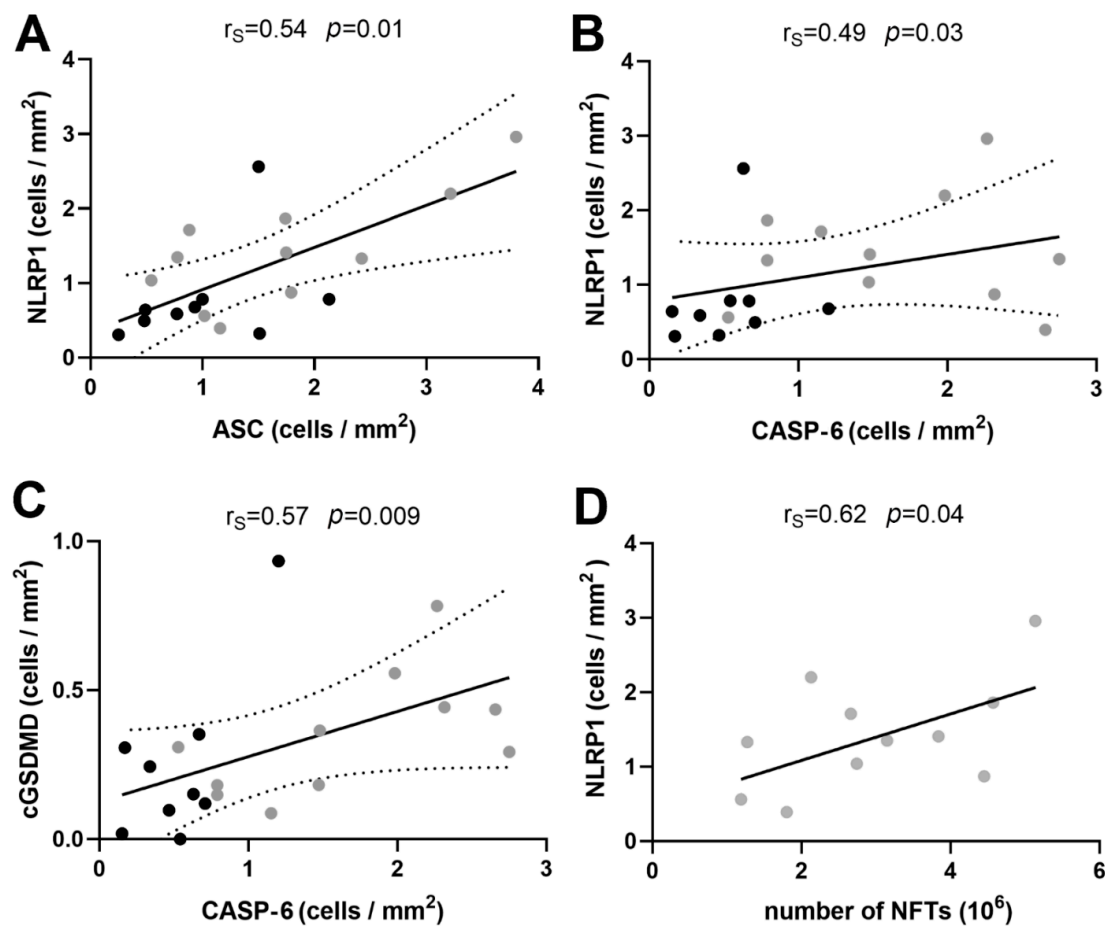 A
rS=0.54 p=0.01
NLRP1 (cells / mm²)
4
3
2
1
0
0 1 2 3 4
ASC (cells / mm²)
B
rS=0.49 p=0.03
NLRP1 (cells / mm²)
4
3
2
1
0
0 1 2 3
CASP-6 (cells / mm²)
C
rS=0.57 p=0.009
cGSDMD (cells / mm²)
1.0
0.5
0.0
0 1 2 3
CASP-6 (cells / mm²)
D
rS=0.62 p=0.04
NLRP1 (cells / mm²)
4
3
2
1
0
0 2 4 6
number of NFTs (10⁶)